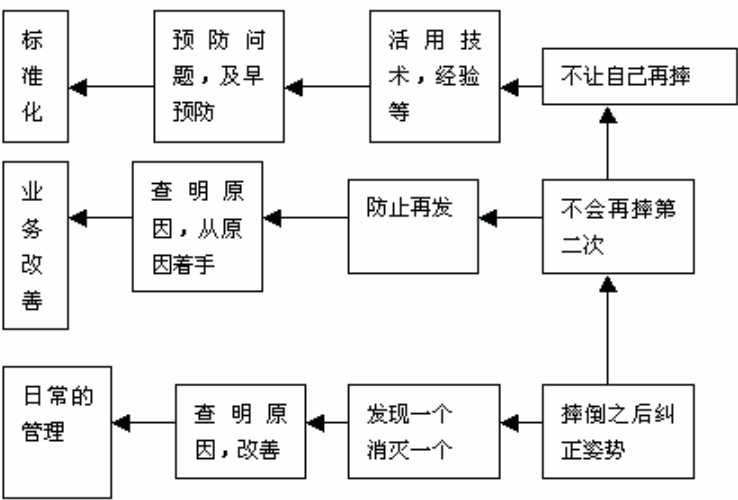 标
准
化
预防问
题，及早
预防
活用技
术，经验
等
不让自己再摔
业
务
改
善
查明原
因，从原
因着手
防止再发
不会再摔第
二次
日常的
管理
查明原
因，改善
发现一个
消灭一个
摔倒之后纠
正姿势